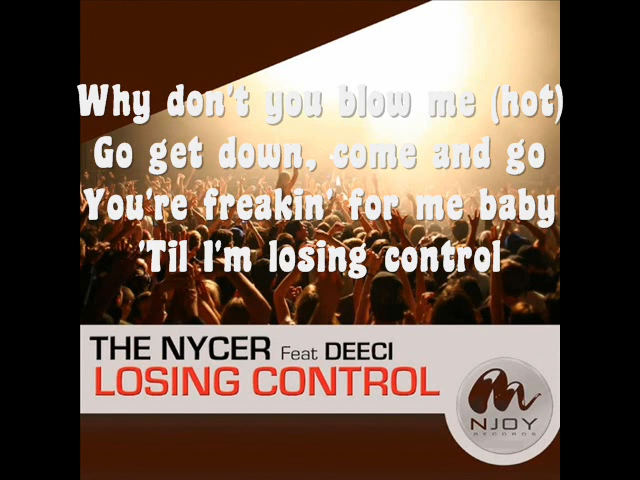 Why don't you blow me (hot)
Go get down, come and go
You're freakin' for me baby
'Til I'm losing control
THE NYCER Feat DEECI
LOSING CONTROL
NJOY
RECORDS